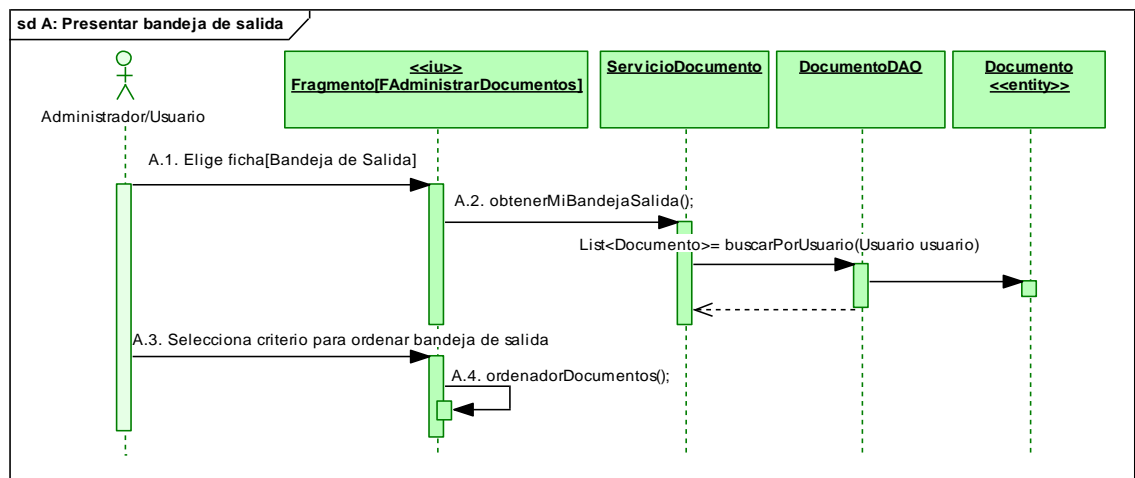 sd A: Presentar bandeja de salida
Administrador/Usuario
<<iu>>
Fragmento[FAdministrarDocumentos]
ServicioDocumento
DocumentoDAO
Documento
<<entity>>
A.1. Elige ficha[Bandeja de Salida]
A.2. obtenerMiBandejaSalida();
List<Documento>= buscarPorUsuario(Usuario usuario)
A.3. Selecciona criterio para ordenar bandeja de salida
A.4. ordenadorDocumentos();